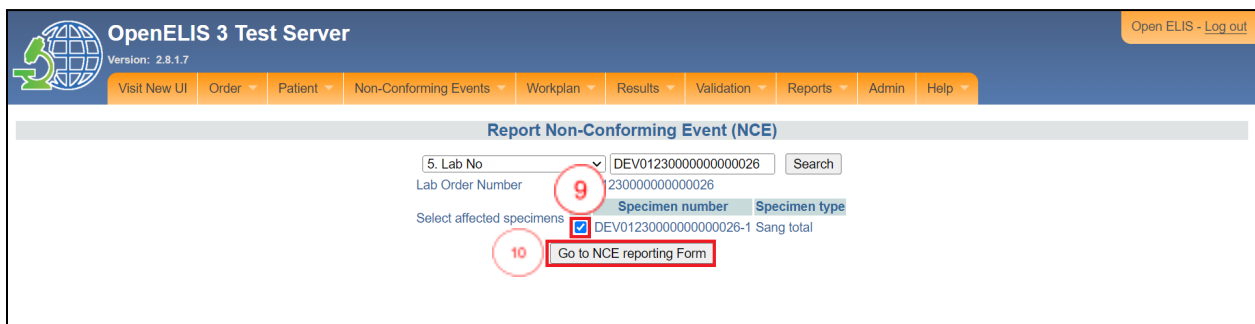 OpenELIS 3 Test Server
Open ELIS - Log out
Version: 2.8.1.7
Visit New UI Order Patient Non-Conforming Events Workplan Results Validation Reports Admin Help
Report Non-Conforming Event (NCE)
5. Lab No DEV01230000000000026 Search
Lab Order Number 1230000000000026
9
Specimen number Specimen type
Select affected specimens
DEV01230000000000026-1 Sang total
10 Go to NCE reporting Form